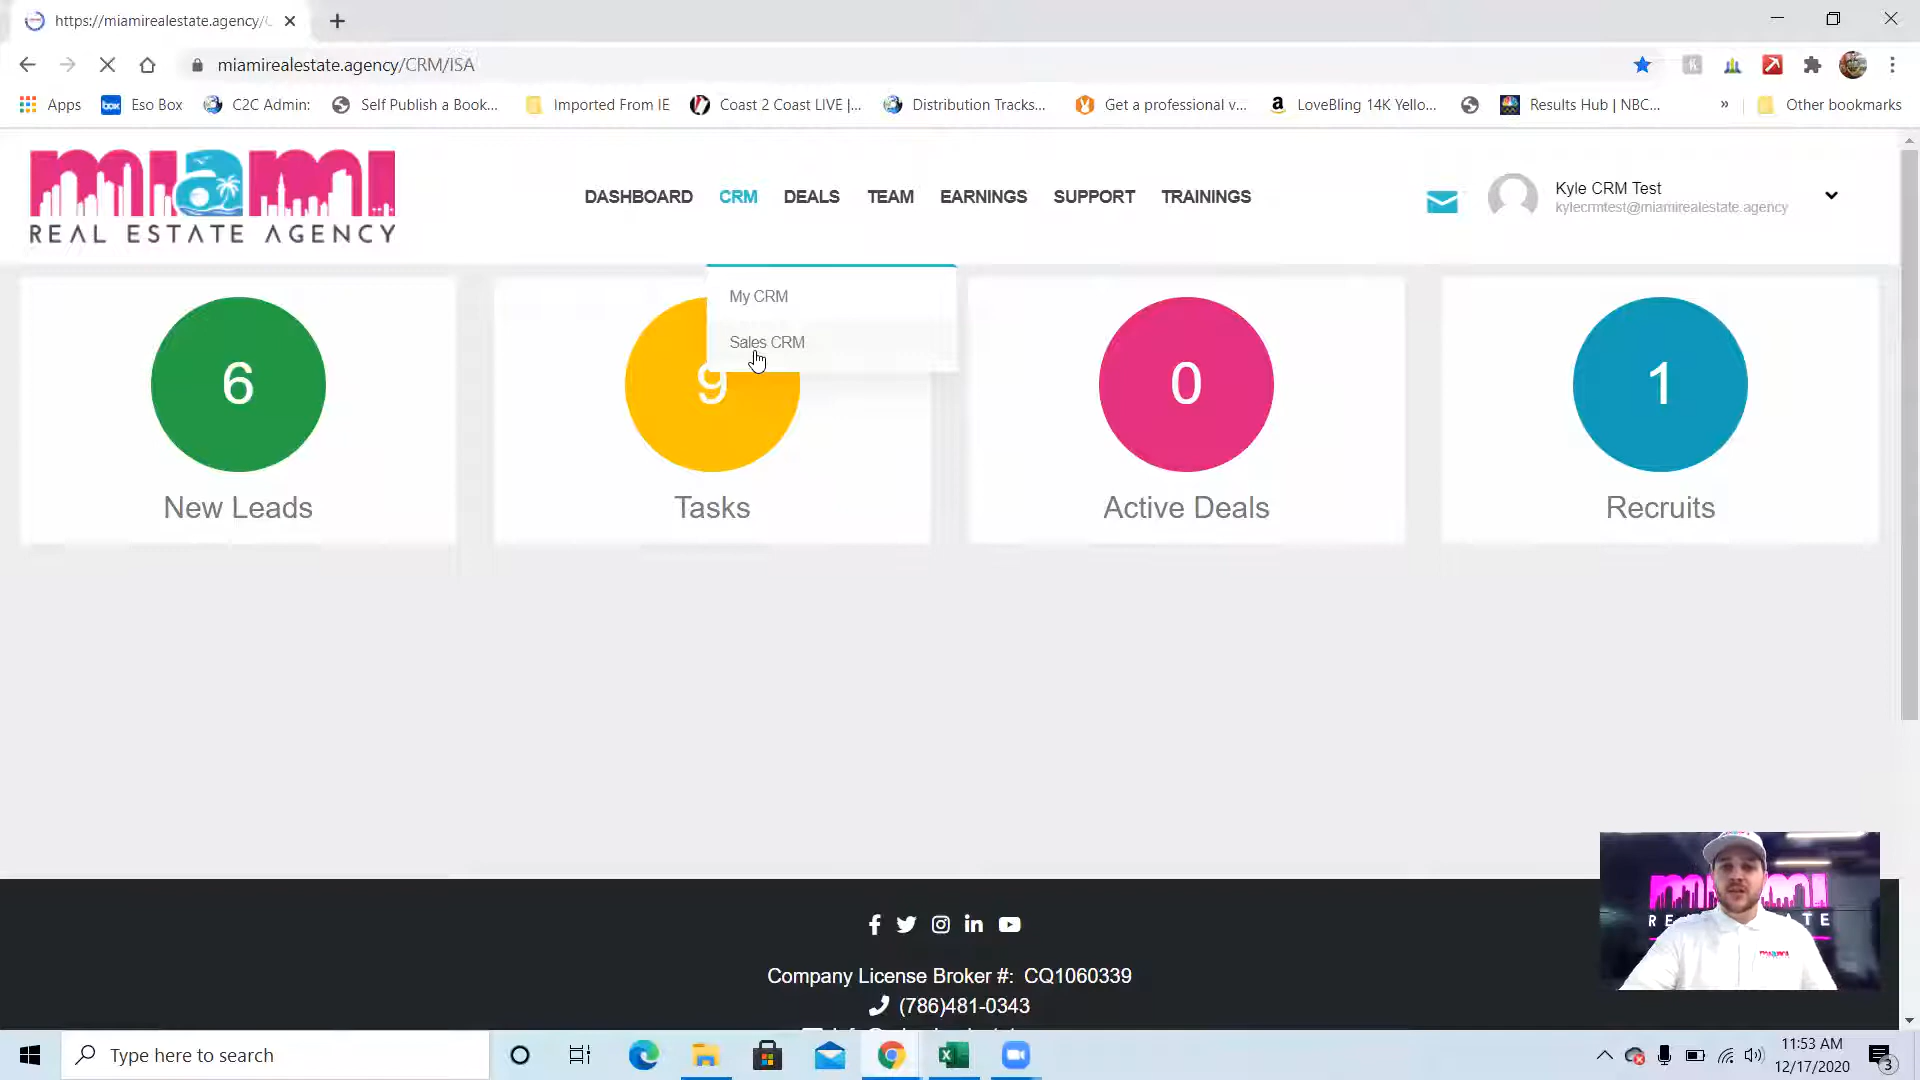 https://miamirealestate.agency/C
miamirealestate.agency/CRM/ISA
Apps
box
Eso Box
C2C Admin:
Self Publish a Book...
Imported From IE
Coast 2 Coast LIVE |...
Distribution Tracks...
Get a professional v...
LoveBling 14K Yello...
Results Hub | NBC...
»
Other bookmarks
miami
REAL ESTATE AGENCY
DASHBOARD
CRM
DEALS
TEAM
EARNINGS
SUPPORT
TRAININGS
Kyle CRM Test
kylecrmtest@miamirealestate.agency
My CRM
Sales CRM
6
New Leads
9
Tasks
0
Active Deals
1
Recruits
Company License Broker #: CQ1060339
(786)481-0343
Type here to search
11:53 AM
12/17/2020
3